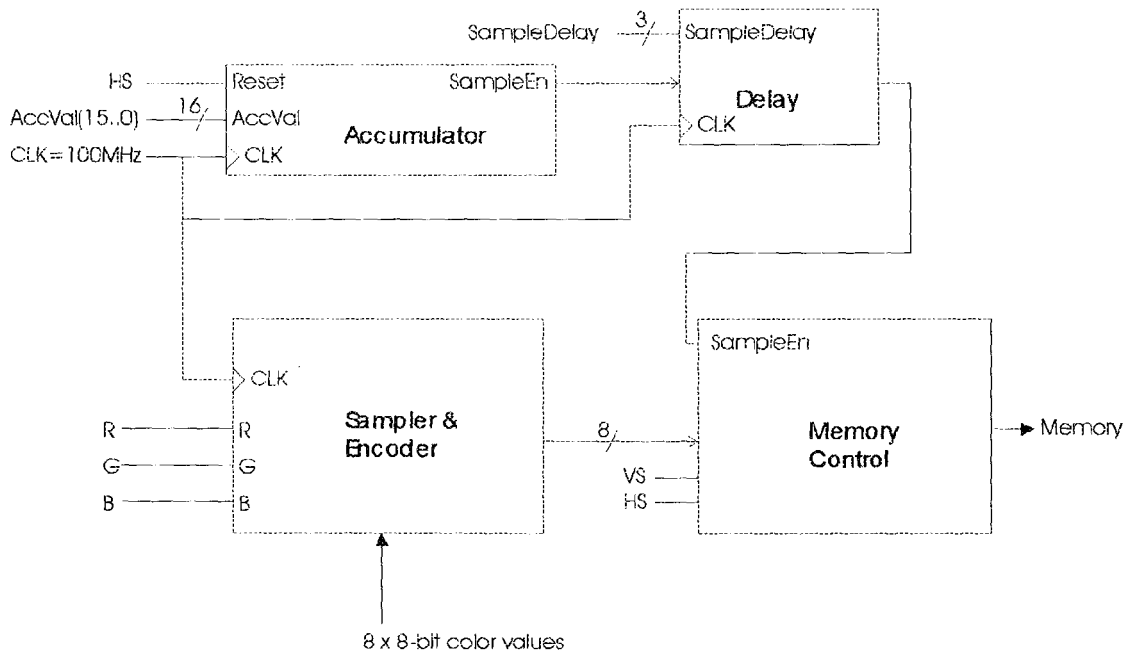 SampleDelay
3
SampleDelay
Delay
CLK
HS
Reset
SampleEn
AccVal(15..0)
16
AccVal
Accumulator
CLK=100MHz
CLK
CLK
R
R
G
G
B
B
Sampler &
Encoder
8
SampleEn
Memory
Control
VS
HS
Memory
8 x 8-bit color values